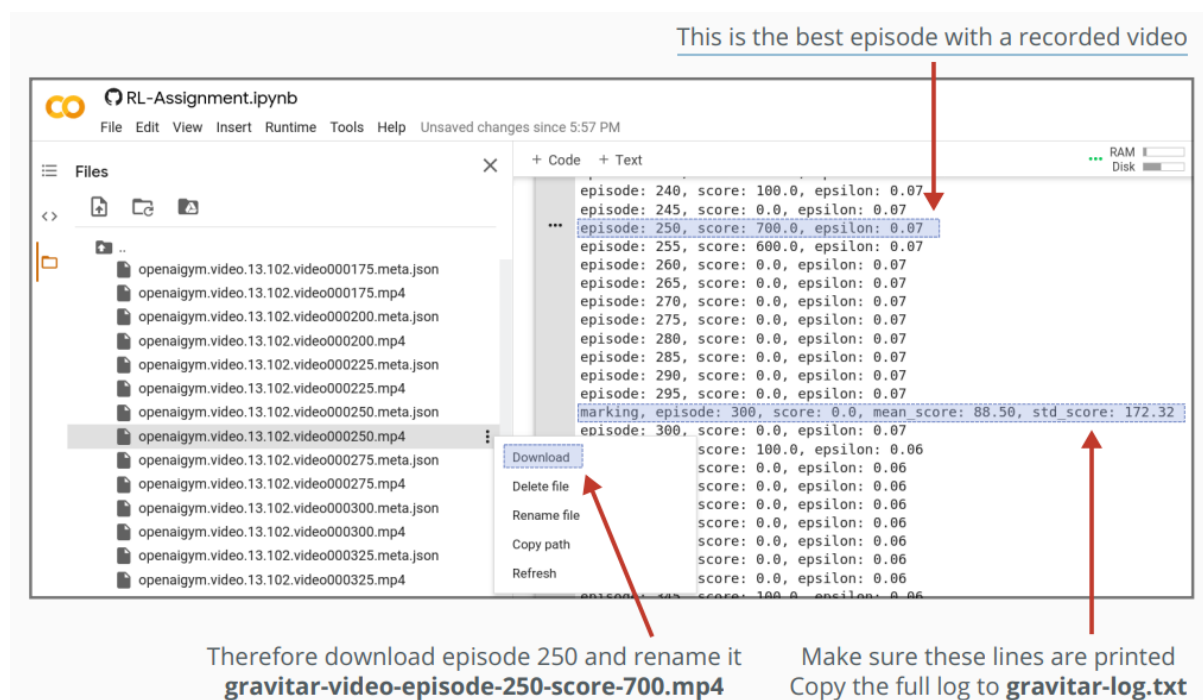 This is the best episode with a recorded video
RL-Assignment.ipynb
File Edit View Insert Runtime Tools Help Unsaved changes since 5:57 PM
Files
+ Code + Text
RAM
Disk
..
openaigym.video.13.102.video000175.meta.json
openaigym.video.13.102.video000175.mp4
openaigym.video.13.102.video000200.meta.json
openaigym.video.13.102.video000200.mp4
openaigym.video.13.102.video000225.meta.json
openaigym.video.13.102.video000225.mp4
openaigym.video.13.102.video000250.meta.json
openaigym.video.13.102.video000250.mp4
openaigym.video.13.102.video000275.meta.json
openaigym.video.13.102.video000275.mp4
openaigym.video.13.102.video000300.meta.json
openaigym.video.13.102.video000300.mp4
openaigym.video.13.102.video000325.meta.json
openaigym.video.13.102.video000325.mp4
Download
Delete file
Rename file
Copy path
Refresh
episode: 240, score: 100.0, epsilon: 0.07
episode: 245, score: 0.0, epsilon: 0.07
episode: 250, score: 700.0, epsilon: 0.07
episode: 255, score: 600.0, epsilon: 0.07
episode: 260, score: 0.0, epsilon: 0.07
episode: 265, score: 0.0, epsilon: 0.07
episode: 270, score: 0.0, epsilon: 0.07
episode: 275, score: 0.0, epsilon: 0.07
episode: 280, score: 0.0, epsilon: 0.07
episode: 285, score: 0.0, epsilon: 0.07
episode: 290, score: 0.0, epsilon: 0.07
episode: 295, score: 0.0, epsilon: 0.07
marking, episode: 300, score: 0.0, mean_score: 88.50, std_score: 172.32
episode: 300, score: 0.0, epsilon: 0.07
score: 100.0, epsilon: 0.06
score: 0.0, epsilon: 0.06
score: 0.0, epsilon: 0.06
score: 0.0, epsilon: 0.06
score: 0.0, epsilon: 0.06
score: 0.0, epsilon: 0.06
score: 0.0, epsilon: 0.06
score: 0.0, epsilon: 0.06
episode: 345, score: 100.0, epsilon: 0.06
Therefore download episode 250 and rename it
gravitar-video-episode-250-score-700.mp4
Make sure these lines are printed
Copy the full log to gravitar-log.txt